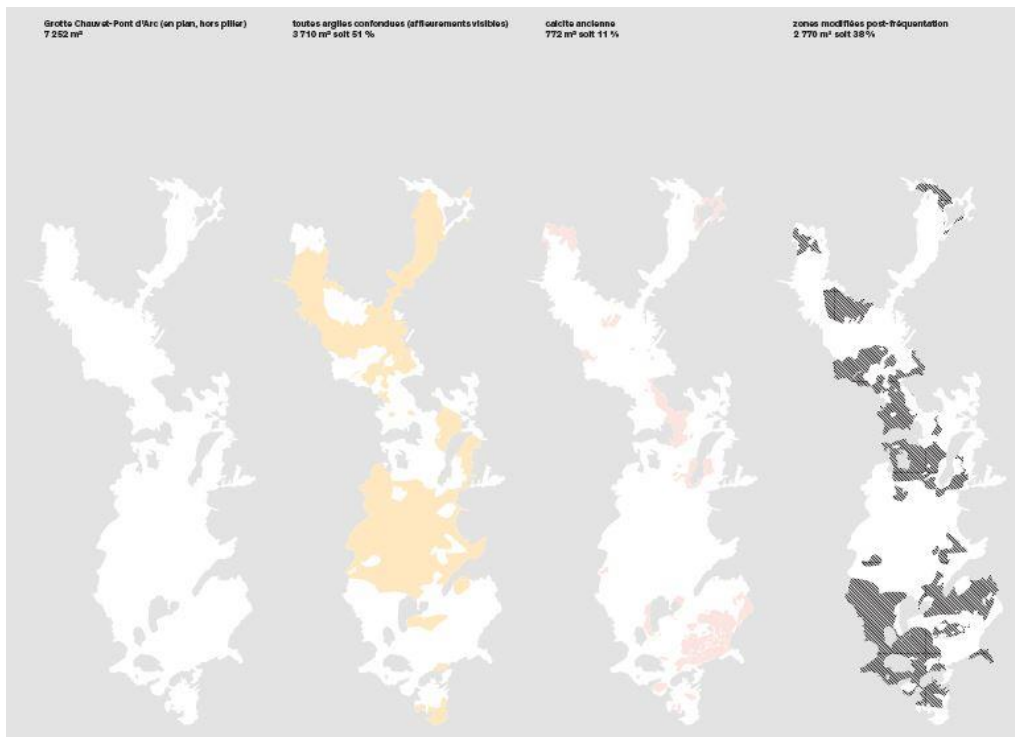 Grotte Chauvet-Pont d'Arc (en plan, hors pilier)
7 252 m²
toutes argiles confondues (affleurements visibles)
3 710 m² soit 51 %
calcite ancienne
772 m² soit 11 %
zones modifiées post-fréquentation
2 770 m² soit 38 %